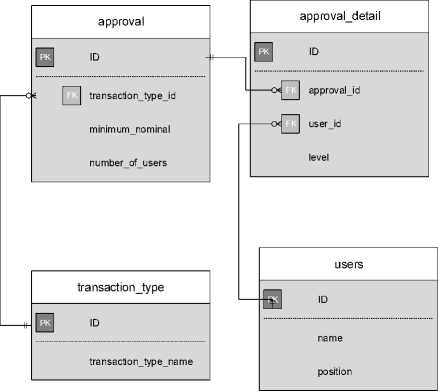 approval
PK ID
FK transaction_type_id
minimum_nominal
number_of_users
approval_detail
PK ID
FK approval_id
FK user_id
level
transaction_type
PK ID
transaction_type_name
users
PK ID
name
position